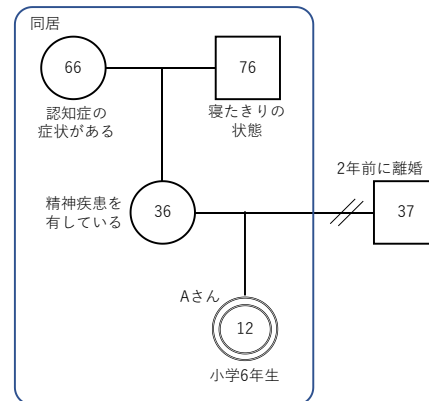 同居
66
76
認知症の
症状がある
寝たきりの
状態
2年前に離婚
精神疾患を
有している
36
37
Aさん
12
小学6年生